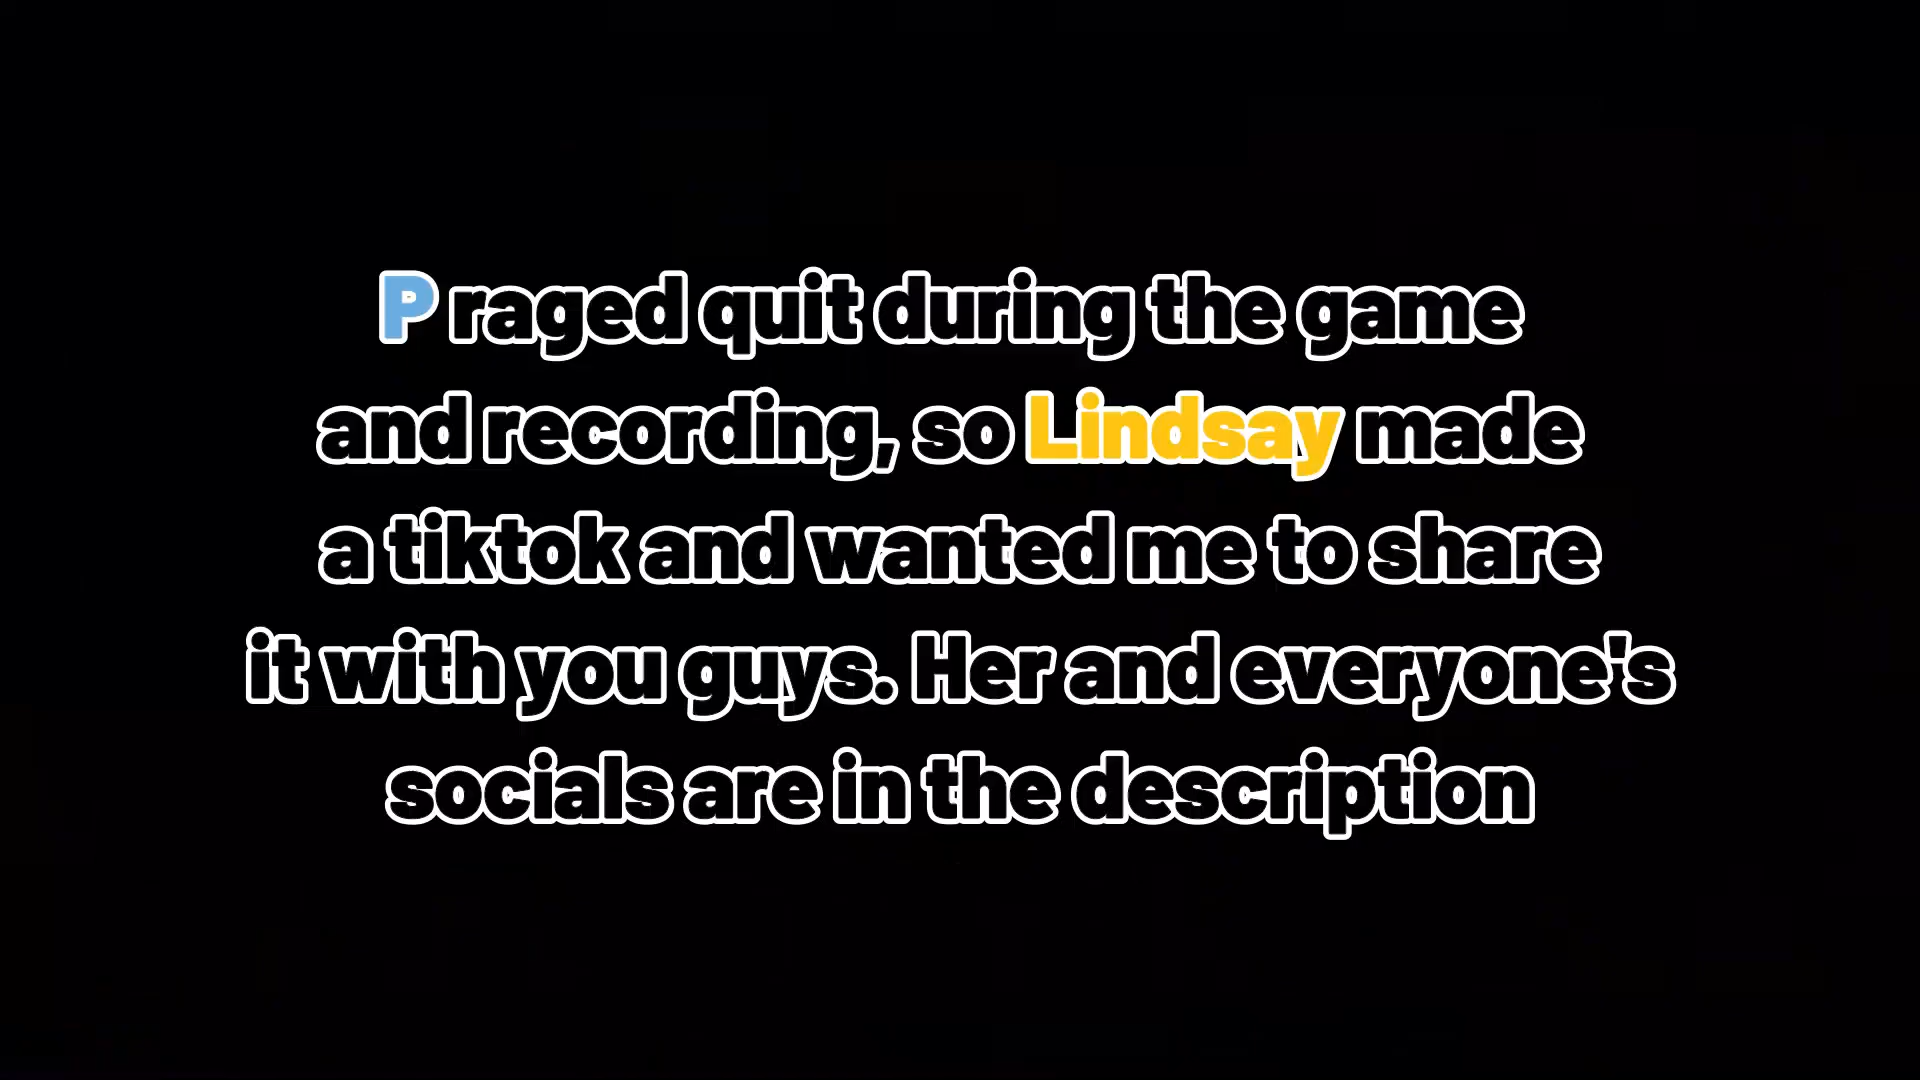 P raged quit during the game
and recording, so Lindsay made
a tiktok and wanted me to share
it with you guys. Her and everyone's
socials are in the description